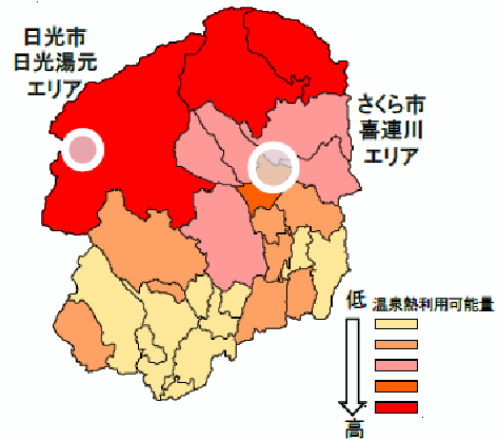 日光市
日光湯元
エリア
さくら市
喜連川
エリア
低 温泉熱利用可能量
高